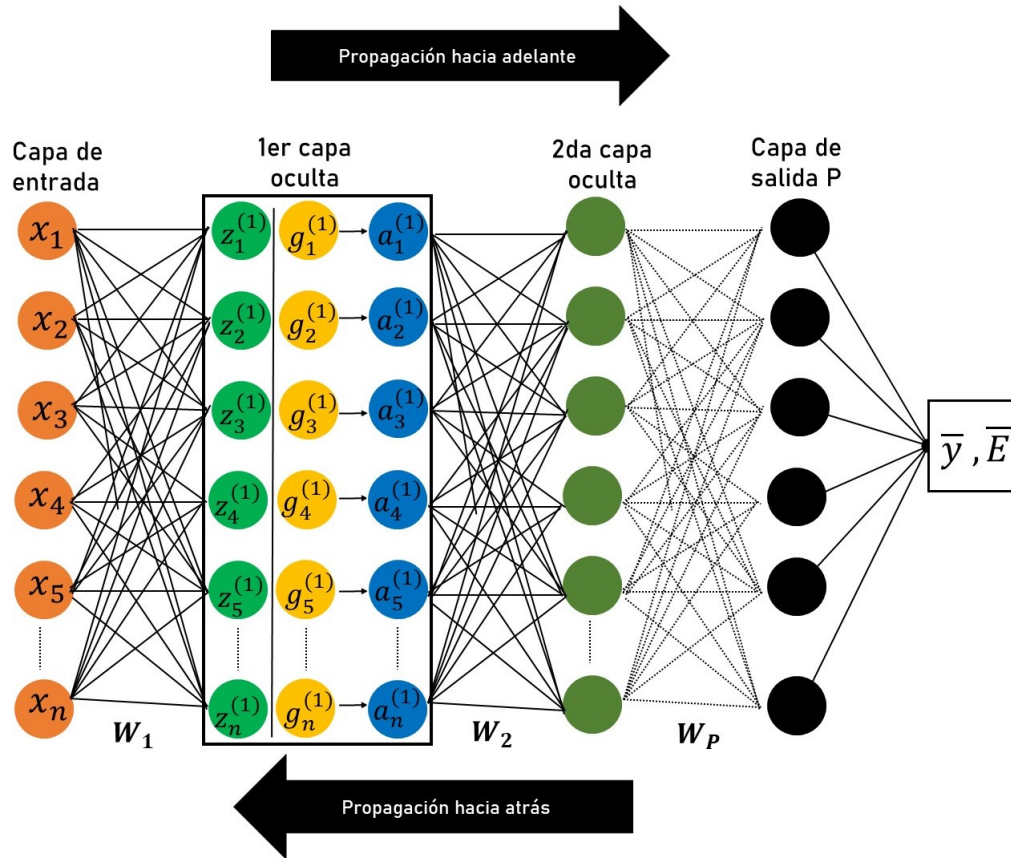 Propagación hacia adelante
Capa de
entrada
1er capa
oculta
2da capa
oculta
Capa de
salida P
x₁ z₁⁽¹⁾ g₁⁽¹⁾ a₁⁽¹⁾
x₂ z₂⁽¹⁾ g₂⁽¹⁾ a₂⁽¹⁾
x₃ z₃⁽¹⁾ g₃⁽¹⁾ a₃⁽¹⁾
y̅ , E̅
x₄ z₄⁽¹⁾ g₄⁽¹⁾ a₄⁽¹⁾
x₅ z₅⁽¹⁾ g₅⁽¹⁾ a₅⁽¹⁾
xₙ zₙ⁽¹⁾ gₙ⁽¹⁾ aₙ⁽¹⁾
W₁ W₂ W_P
Propagación hacia atrás